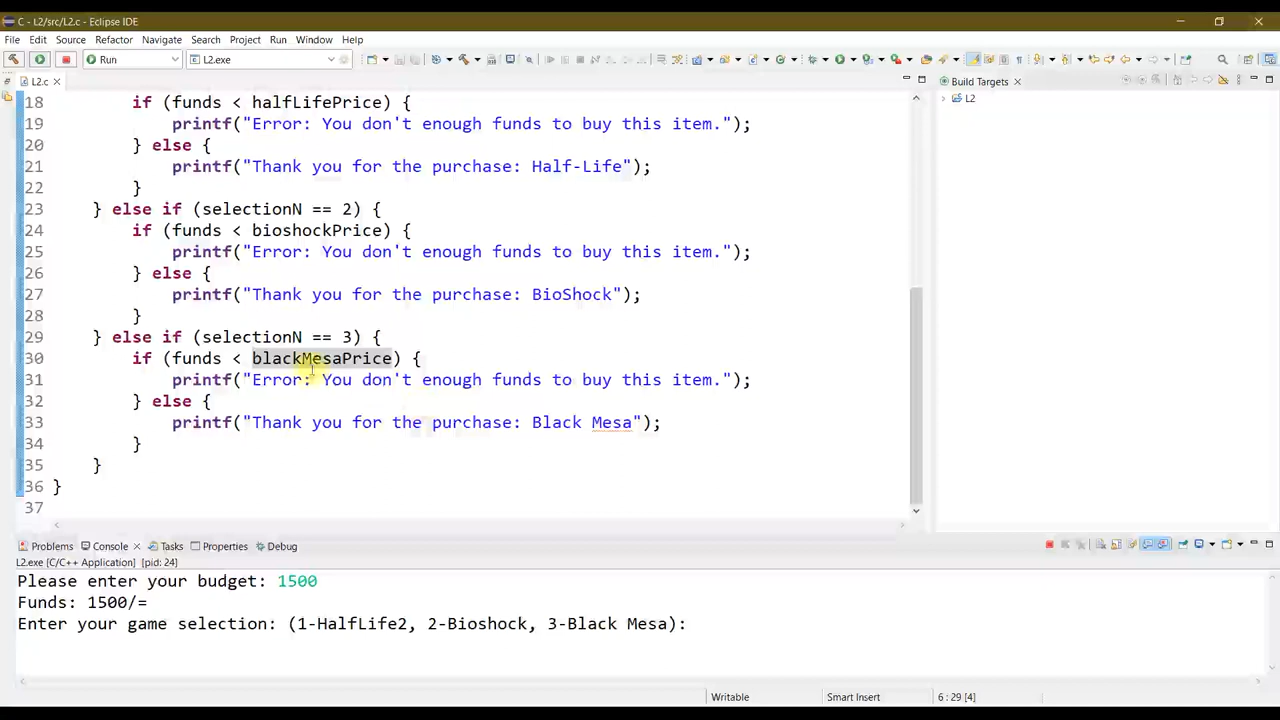 C - L2/src/L2.c - Eclipse IDE
File Edit Source Refactor Navigate Search Project Run Window Help
Run L2.exe
L2.c
Build Targets
L2
18 if (funds < halfLifePrice) {
19 printf("Error: You don't enough funds to buy this item.");
20 } else {
21 printf("Thank you for the purchase: Half-Life");
22 }
23 } else if (selectionN == 2) {
24 if (funds < bioshockPrice) {
25 printf("Error: You don't enough funds to buy this item.");
26 } else {
27 printf("Thank you for the purchase: BioShock");
28 }
29 } else if (selectionN == 3) {
30 if (funds < blackMesaPrice) {
31 printf("Error: You don't enough funds to buy this item.");
32 } else {
33 printf("Thank you for the purchase: Black Mesa");
34 }
35 }
36 }
37
Problems Console Tasks Properties Debug
L2.exe [C/C++ Application] [pid: 24]
Please enter your budget: 1500
Funds: 1500/=
Enter your game selection: (1-HalfLife2, 2-Bioshock, 3-Black Mesa):
Writable Smart Insert 6 : 29 [4]